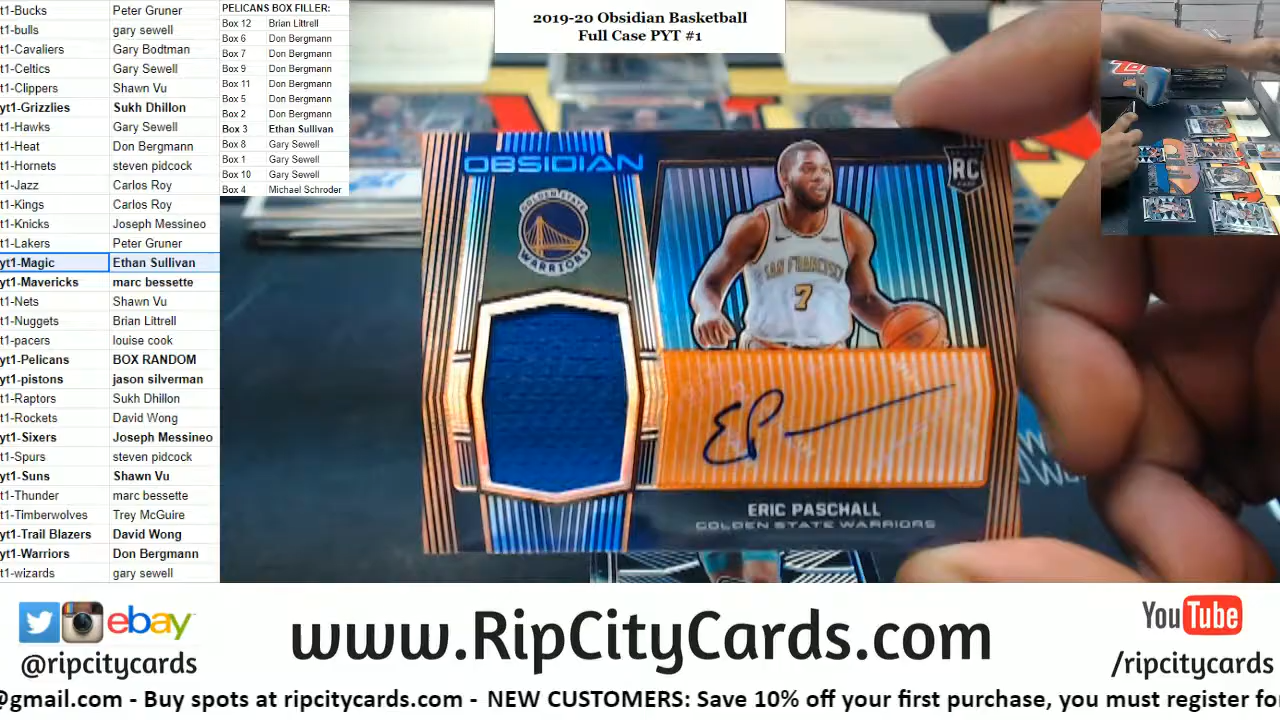 t1-Bucks Peter Gruner
t1-bulls gary sewell
t1-Cavaliers Gary Bodtman
t1-Celtics Gary Sewell
t1-Clippers Shawn Vu
yt1-Grizzlies Sukh Dhillon
t1-Hawks Gary Sewell
t1-Heat Don Bergmann
t1-Hornets steven pidcock
t1-Jazz Carlos Roy
t1-Kings Carlos Roy
t1-Knicks Joseph Messineo
t1-Lakers Peter Gruner
yt1-Magic Ethan Sullivan
yt1-Mavericks marc bessette
t1-Nets Shawn Vu
t1-Nuggets Brian Littrell
t1-pacers louise cook
yt1-Pelicans BOX RANDOM
yt1-pistons jason silverman
t1-Raptors Sukh Dhillon
t1-Rockets David Wong
yt1-Sixers Joseph Messineo
t1-Spurs steven pidcock
yt1-Suns Shawn Vu
t1-Thunder marc bessette
t1-Timberwolves Trey McGuire
yt1-Trail Blazers David Wong
yt1-Warriors Don Bergmann
t1-wizards gary sewell
PELICANS BOX FILLER:
Box 12 Brian Littrell
Box 6 Don Bergmann
Box 7 Don Bergmann
Box 9 Don Bergmann
Box 11 Don Bergmann
Box 5 Don Bergmann
Box 2 Don Bergmann
Box 3 Ethan Sullivan
Box 8 Gary Sewell
Box 1 Gary Sewell
Box 10 Gary Sewell
Box 4 Michael Schroder
2019-20 Obsidian Basketball
Full Case PYT #1
OBSIDIAN
GOLDEN STATE
WARRIORS
RC
SAN FRANCISCO
7
EP
ERIC PASCHALL
GOLDEN STATE WARRIORS
ebay
@ripcitycards
www.RipCityCards.com
YouTube
/ripcitycards
@gmail.com - Buy spots at ripcitycards.com - NEW CUSTOMERS: Save 10% off your first purchase, you must register fo